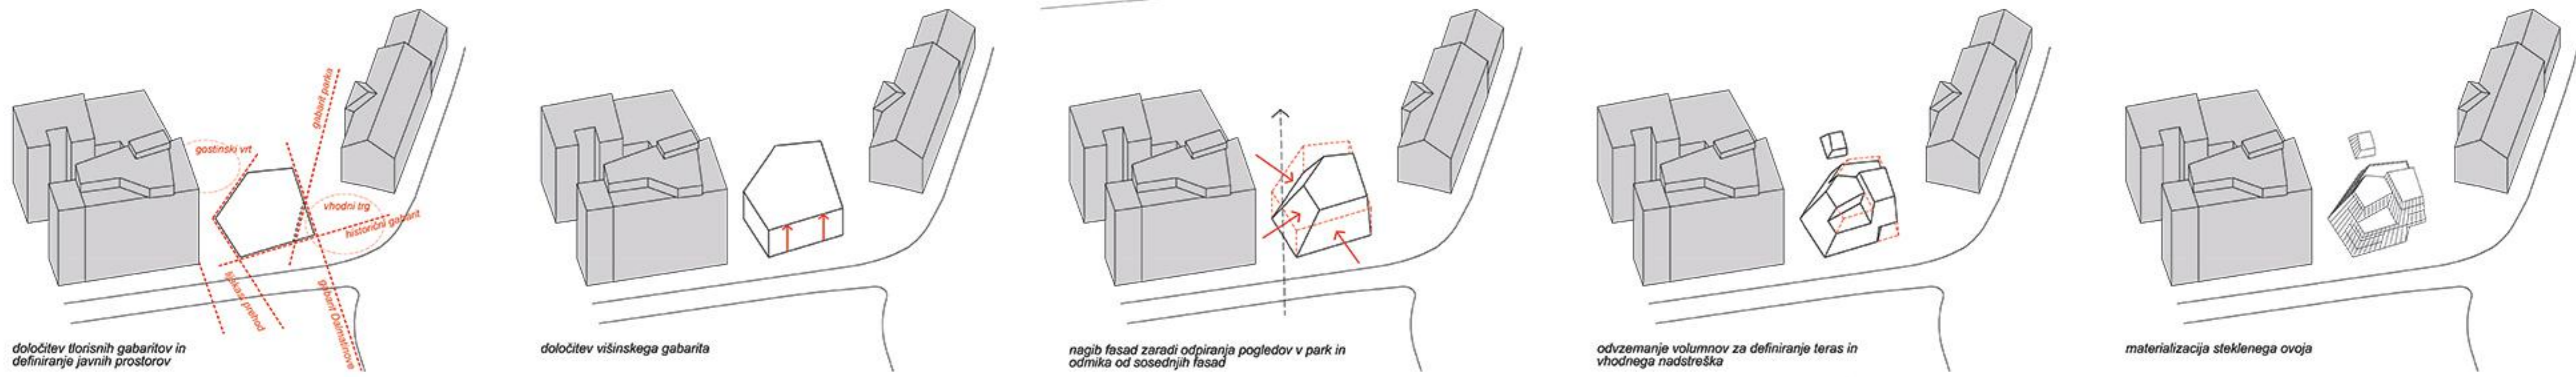 gabarit parka
gostinski vrt
vhodni trg
historični gabarit
peškasi prehod
gabarit Dalmatinove
določitev tlorisnih gabaritov in
definiranje javnih prostorov
določitev višinskega gabarita
nagib fasad zaradi odpiranja pogledov v park in
odmika od sosednjih fasad
odvzemanje volumnov za definiranje teras in
vhodnega nadstreška
materializacija steklenega ovoja